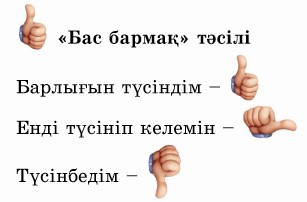 «Бас бармақ» тәсілі
Барлығын түсіндім –
Енді түсініп келемін –
Түсінбедім –